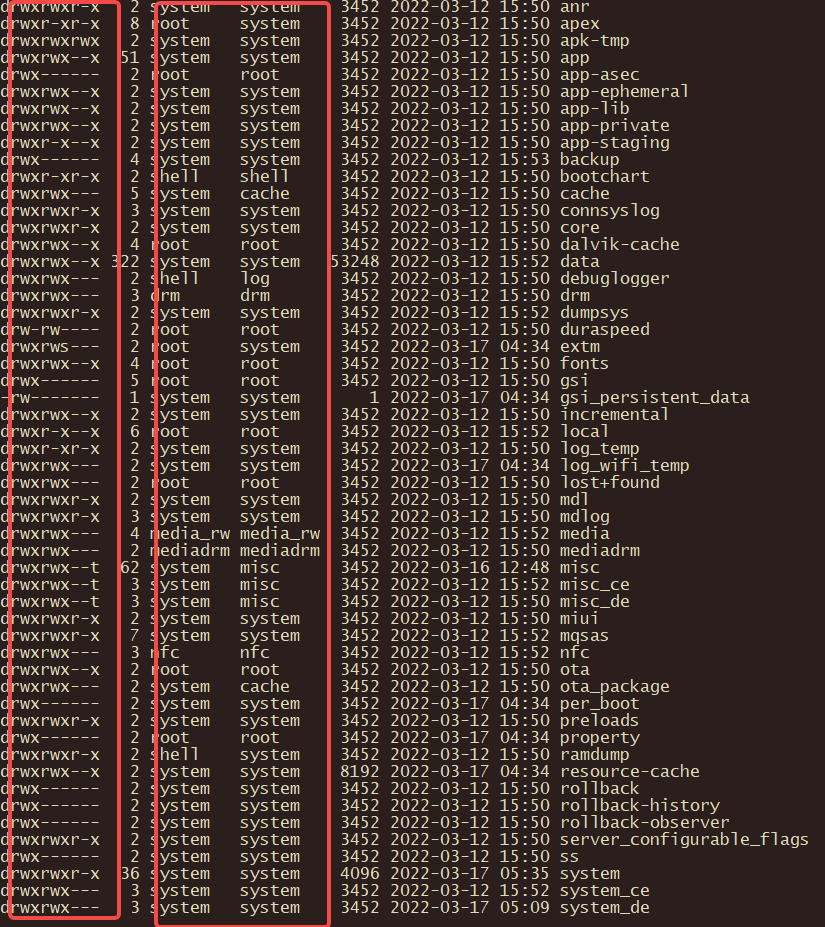 drwxrwxr-x 2 system system 3452 2022-03-12 15:50 anr
drwxr-xr-x 8 root system 3452 2022-03-12 15:50 apex
drwxrwxrwx 2 system system 3452 2022-03-12 15:50 apk-tmp
drwxrwx--x 51 system system 3452 2022-03-12 15:50 app
drwx------ 2 root root 3452 2022-03-12 15:50 app-asec
drwxrwx--x 2 system system 3452 2022-03-12 15:50 app-ephemeral
drwxrwx--x 2 system system 3452 2022-03-12 15:50 app-lib
drwxrwx--x 2 system system 3452 2022-03-12 15:50 app-private
drwxr-x--x 2 system system 3452 2022-03-12 15:50 app-staging
drwx------ 4 system system 3452 2022-03-12 15:53 backup
drwxr-xr-x 2 shell shell 3452 2022-03-12 15:50 bootchart
drwxrwx--- 5 system cache 3452 2022-03-12 15:50 cache
drwxrwxr-x 3 system system 3452 2022-03-12 15:50 connsyslog
drwxrwxr-x 2 system system 3452 2022-03-12 15:50 core
drwxrwx--x 4 root root 3452 2022-03-12 15:50 dalvik-cache
drwxrwx--x 322 system system 53248 2022-03-12 15:52 data
drwxrwx--- 2 shell log 3452 2022-03-12 15:50 debuglogger
drwxrwx--- 3 drm drm 3452 2022-03-12 15:50 drm
drwxrwxr-x 2 system system 3452 2022-03-12 15:52 dumpsys
drw-rw---- 2 root root 3452 2022-03-12 15:50 duraspeed
drwxrws--- 2 root system 3452 2022-03-17 04:34 extm
drwxrwx--x 4 root root 3452 2022-03-12 15:50 fonts
drwx------ 5 root root 3452 2022-03-12 15:50 gsi
-rw------- 1 system system 1 2022-03-17 04:34 gsi_persistent_data
drwxrwx--x 2 system system 3452 2022-03-12 15:50 incremental
drwxr-x--x 6 root root 3452 2022-03-12 15:52 local
drwxr-xr-x 2 system system 3452 2022-03-12 15:50 log_temp
drwxrwx--- 2 system system 3452 2022-03-17 04:34 log_wifi_temp
drwxrwx--- 2 root root 3452 2022-03-12 15:50 lost+found
drwxrwxr-x 2 system system 3452 2022-03-12 15:50 mdl
drwxrwxr-x 3 system system 3452 2022-03-12 15:50 mdlog
drwxrwx--- 4 media_rw media_rw 3452 2022-03-12 15:52 media
drwxrwx--- 2 mediadrm mediadrm 3452 2022-03-12 15:50 mediadrm
drwxrwx--t 62 system misc 3452 2022-03-16 12:48 misc
drwxrwx--t 3 system misc 3452 2022-03-12 15:52 misc_ce
drwxrwx--t 3 system misc 3452 2022-03-12 15:50 misc_de
drwxrwxr-x 2 system system 3452 2022-03-12 15:50 miui
drwxrwxr-x 7 system system 3452 2022-03-12 15:52 mqsas
drwxrwx--- 3 nfc nfc 3452 2022-03-12 15:52 nfc
drwxrwx--x 2 root root 3452 2022-03-12 15:50 ota
drwxrwx--- 2 system cache 3452 2022-03-12 15:50 ota_package
drwx------ 2 system system 3452 2022-03-17 04:34 per_boot
drwxrwxr-x 2 system system 3452 2022-03-12 15:50 preloads
drwx------ 2 root root 3452 2022-03-17 04:34 property
drwxrwxr-x 2 shell system 3452 2022-03-12 15:50 ramdump
drwxrwx--x 2 system system 8192 2022-03-17 04:34 resource-cache
drwx------ 2 system system 3452 2022-03-12 15:50 rollback
drwx------ 2 system system 3452 2022-03-12 15:50 rollback-history
drwx------ 2 system system 3452 2022-03-12 15:50 rollback-observer
drwxrwxr-x 2 system system 3452 2022-03-12 15:50 server_configurable_flags
drwx------ 2 system system 3452 2022-03-12 15:50 ss
drwxrwxr-x 36 system system 4096 2022-03-17 05:35 system
drwxrwx--- 3 system system 3452 2022-03-12 15:52 system_ce
drwxrwx--- 3 system system 3452 2022-03-17 05:09 system_de